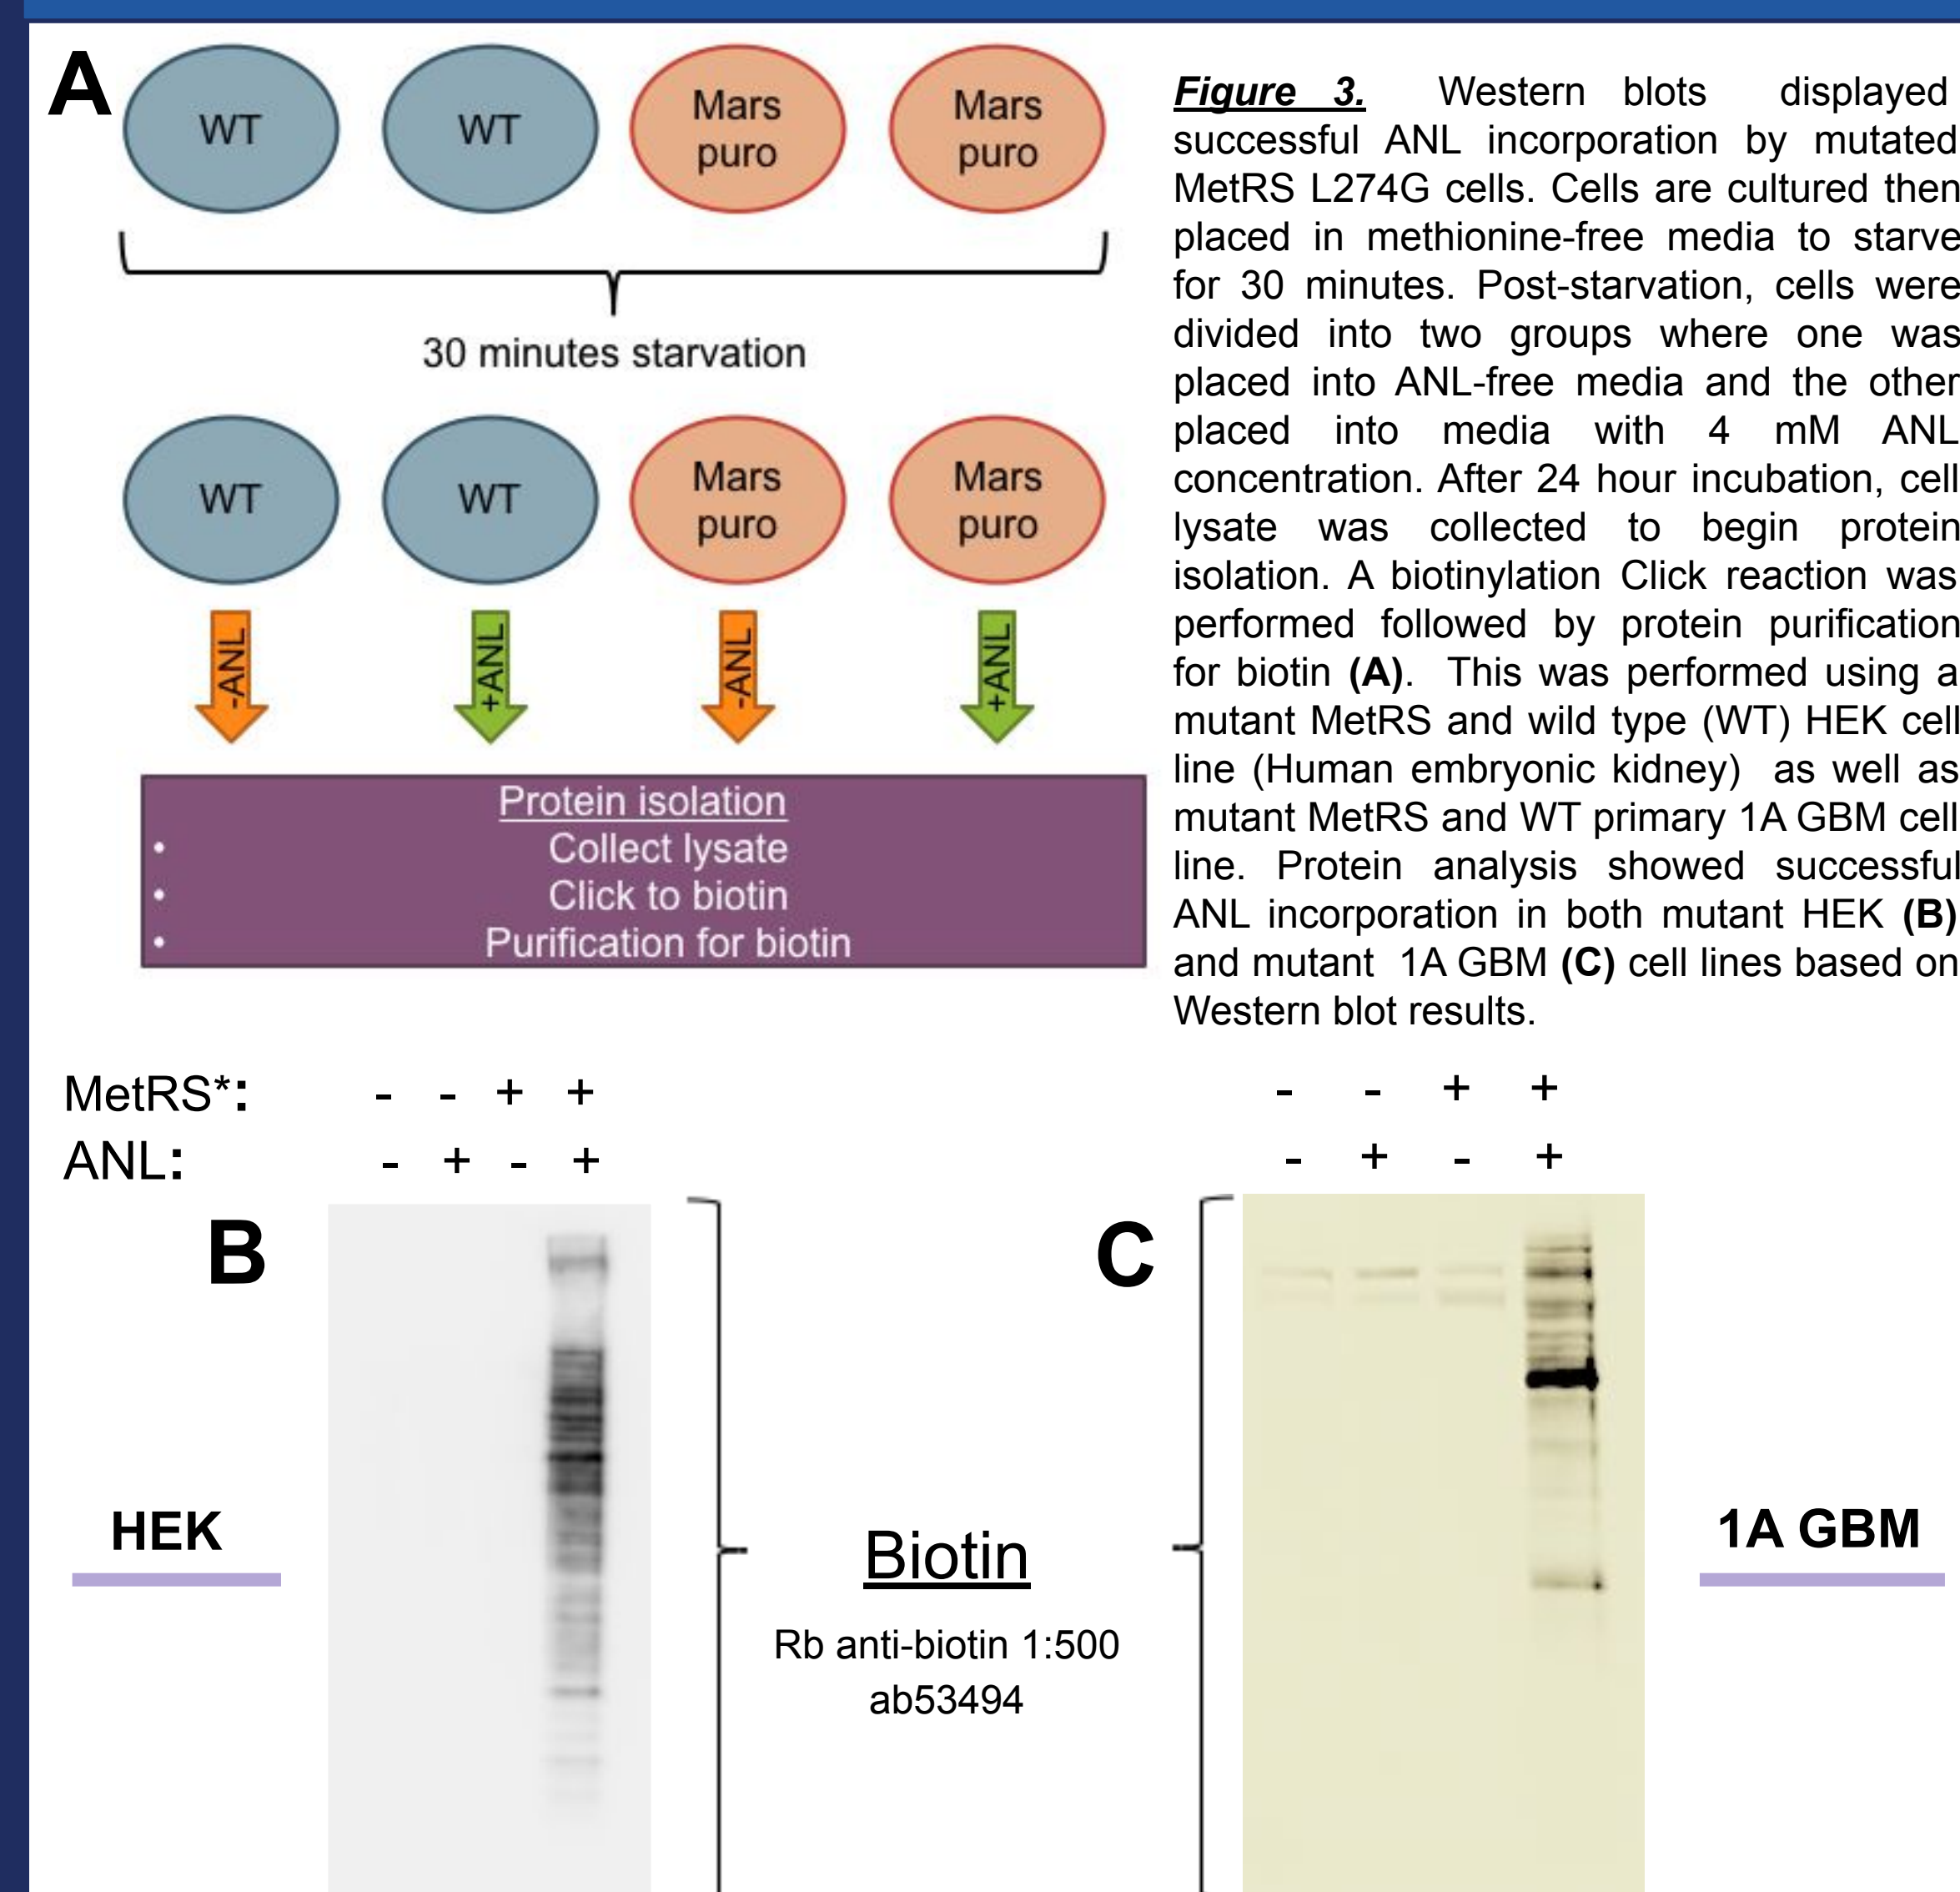 A
WT
WT
Mars
puro
Mars
puro
30 minutes starvation
WT
WT
Mars
puro
Mars
puro
-ANL
+ANL
-ANL
+ANL
Protein isolation
• Collect lysate
• Click to biotin
• Purification for biotin
Figure 3. Western blots displayed
successful ANL incorporation by mutated
MetRS L274G cells. Cells are cultured then
placed in methionine-free media to starve
for 30 minutes. Post-starvation, cells were
divided into two groups where one was
placed into ANL-free media and the other
placed into media with 4 mM ANL
concentration. After 24 hour incubation, cell
lysate was collected to begin protein
isolation. A biotinylation Click reaction was
performed followed by protein purification
for biotin (A). This was performed using a
mutant MetRS and wild type (WT) HEK cell
line (Human embryonic kidney) as well as
mutant MetRS and WT primary 1A GBM cell
line. Protein analysis showed successful
ANL incorporation in both mutant HEK (B)
and mutant 1A GBM (C) cell lines based on
Western blot results.
MetRS*: - - + +
ANL: - + - +
- - + +
- + - +
B
HEK
Biotin
Rb anti-biotin 1:500
ab53494
C
1A GBM